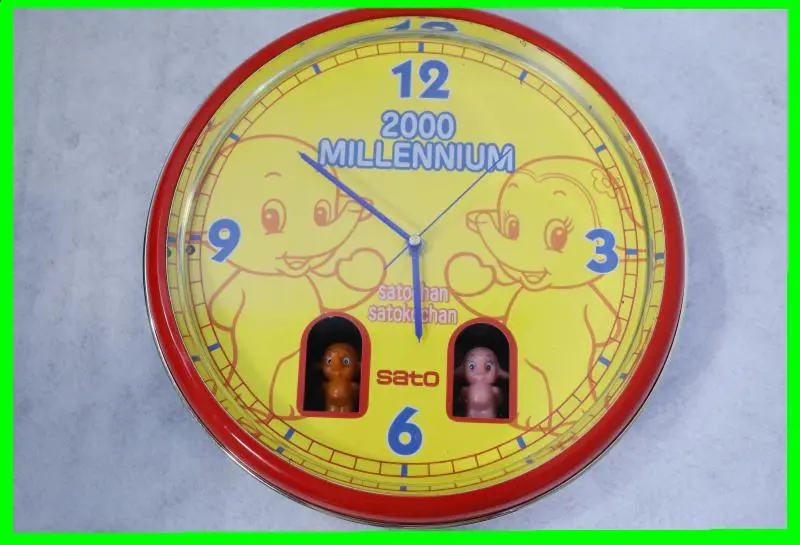 12
2000
MILLENNIUM
9
3
satochan
satokochan
sato
6